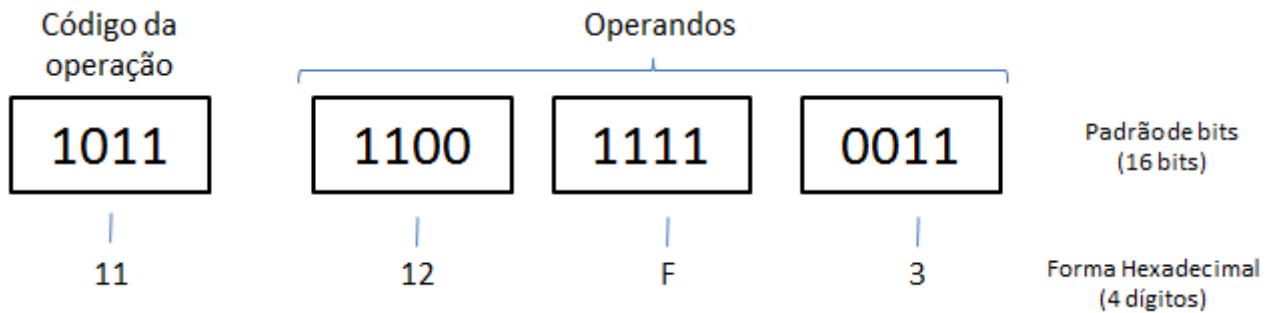 Código da
operação
Operandos
1011
1100
1111
0011
Padrão de bits
(16 bits)
11
12
F
3
Forma Hexadecimal
(4 dígitos)